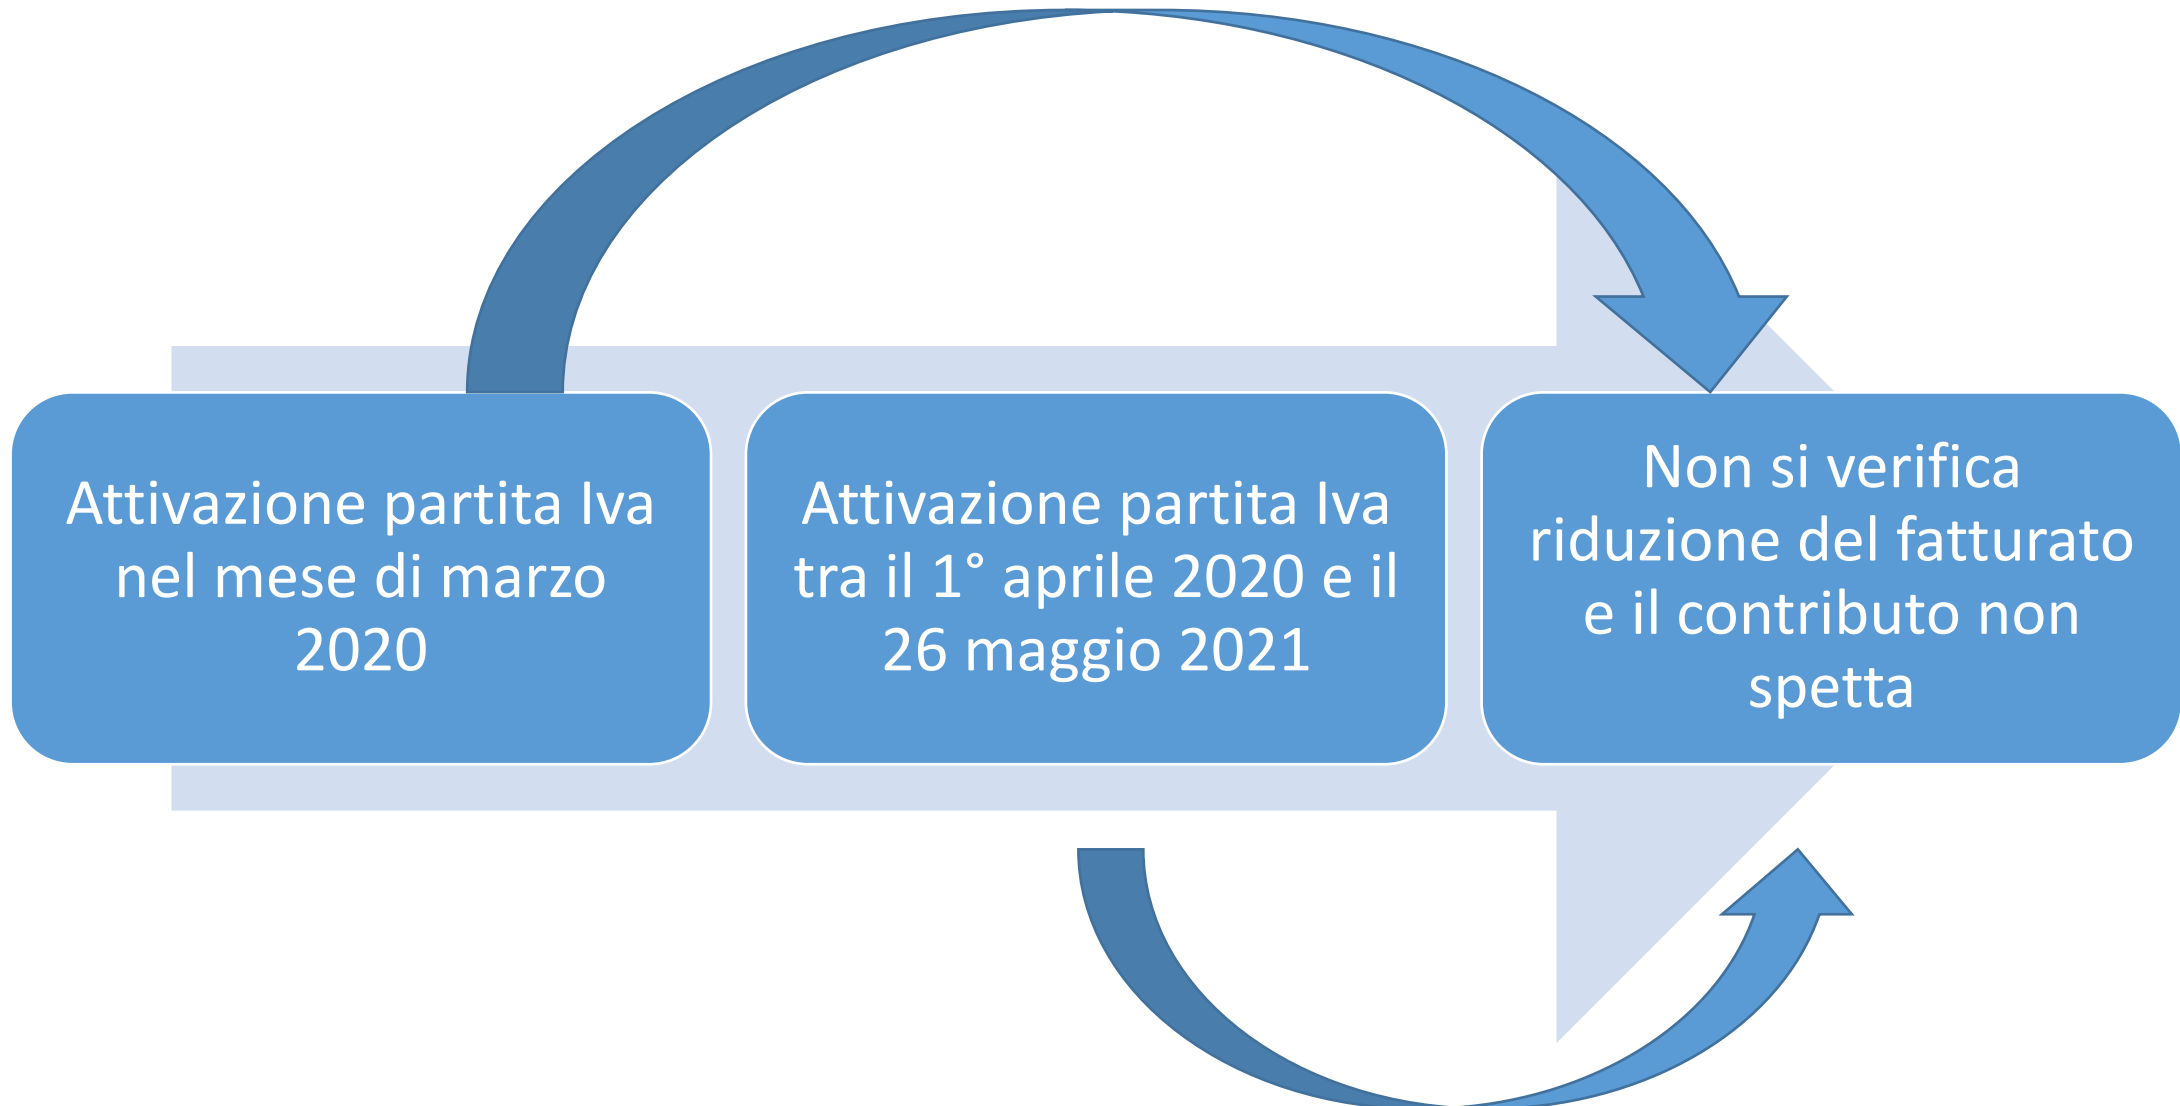 Attivazione partita Iva
nel mese di marzo
2020
Attivazione partita Iva
tra il 1° aprile 2020 e il
26 maggio 2021
Non si verifica
riduzione del fatturato
e il contributo non
spetta